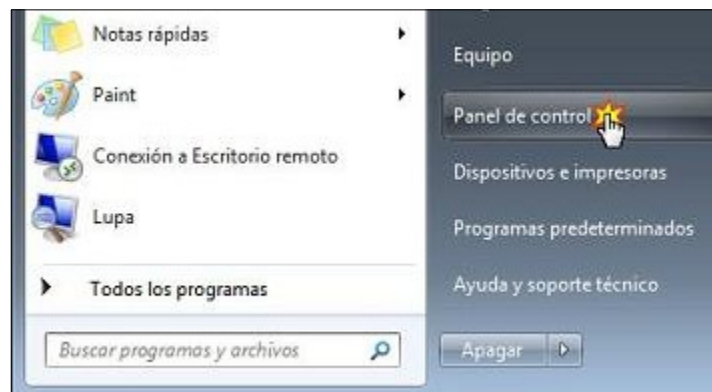 Notas rápidas
Paint
Conexión a Escritorio remoto
Lupa
Todos los programas
Buscar programas y archivos
Equipo
Panel de control
Dispositivos e impresoras
Programas predeterminados
Ayuda y soporte técnico
Apagar